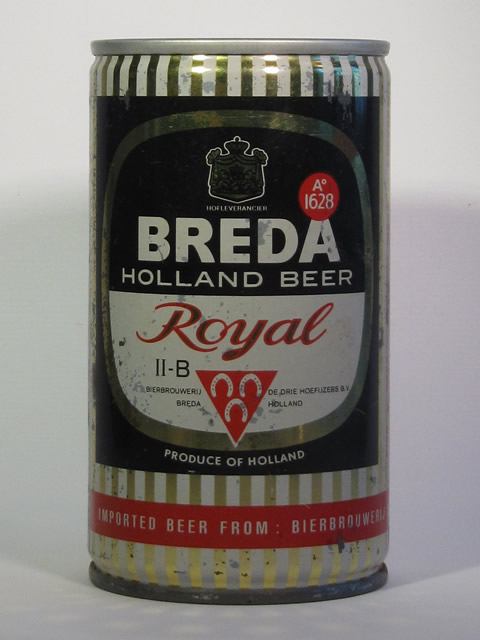 HOFLEVERANCIER
A° 1628
BREDA
HOLLAND BEER
Royal
II-B
BIERBROUWERIJ DE DRIE HOEFIJZERS B.V.
BREDA HOLLAND
PRODUCE OF HOLLAND
IMPORTED BEER FROM: BIERBROUWERIJ